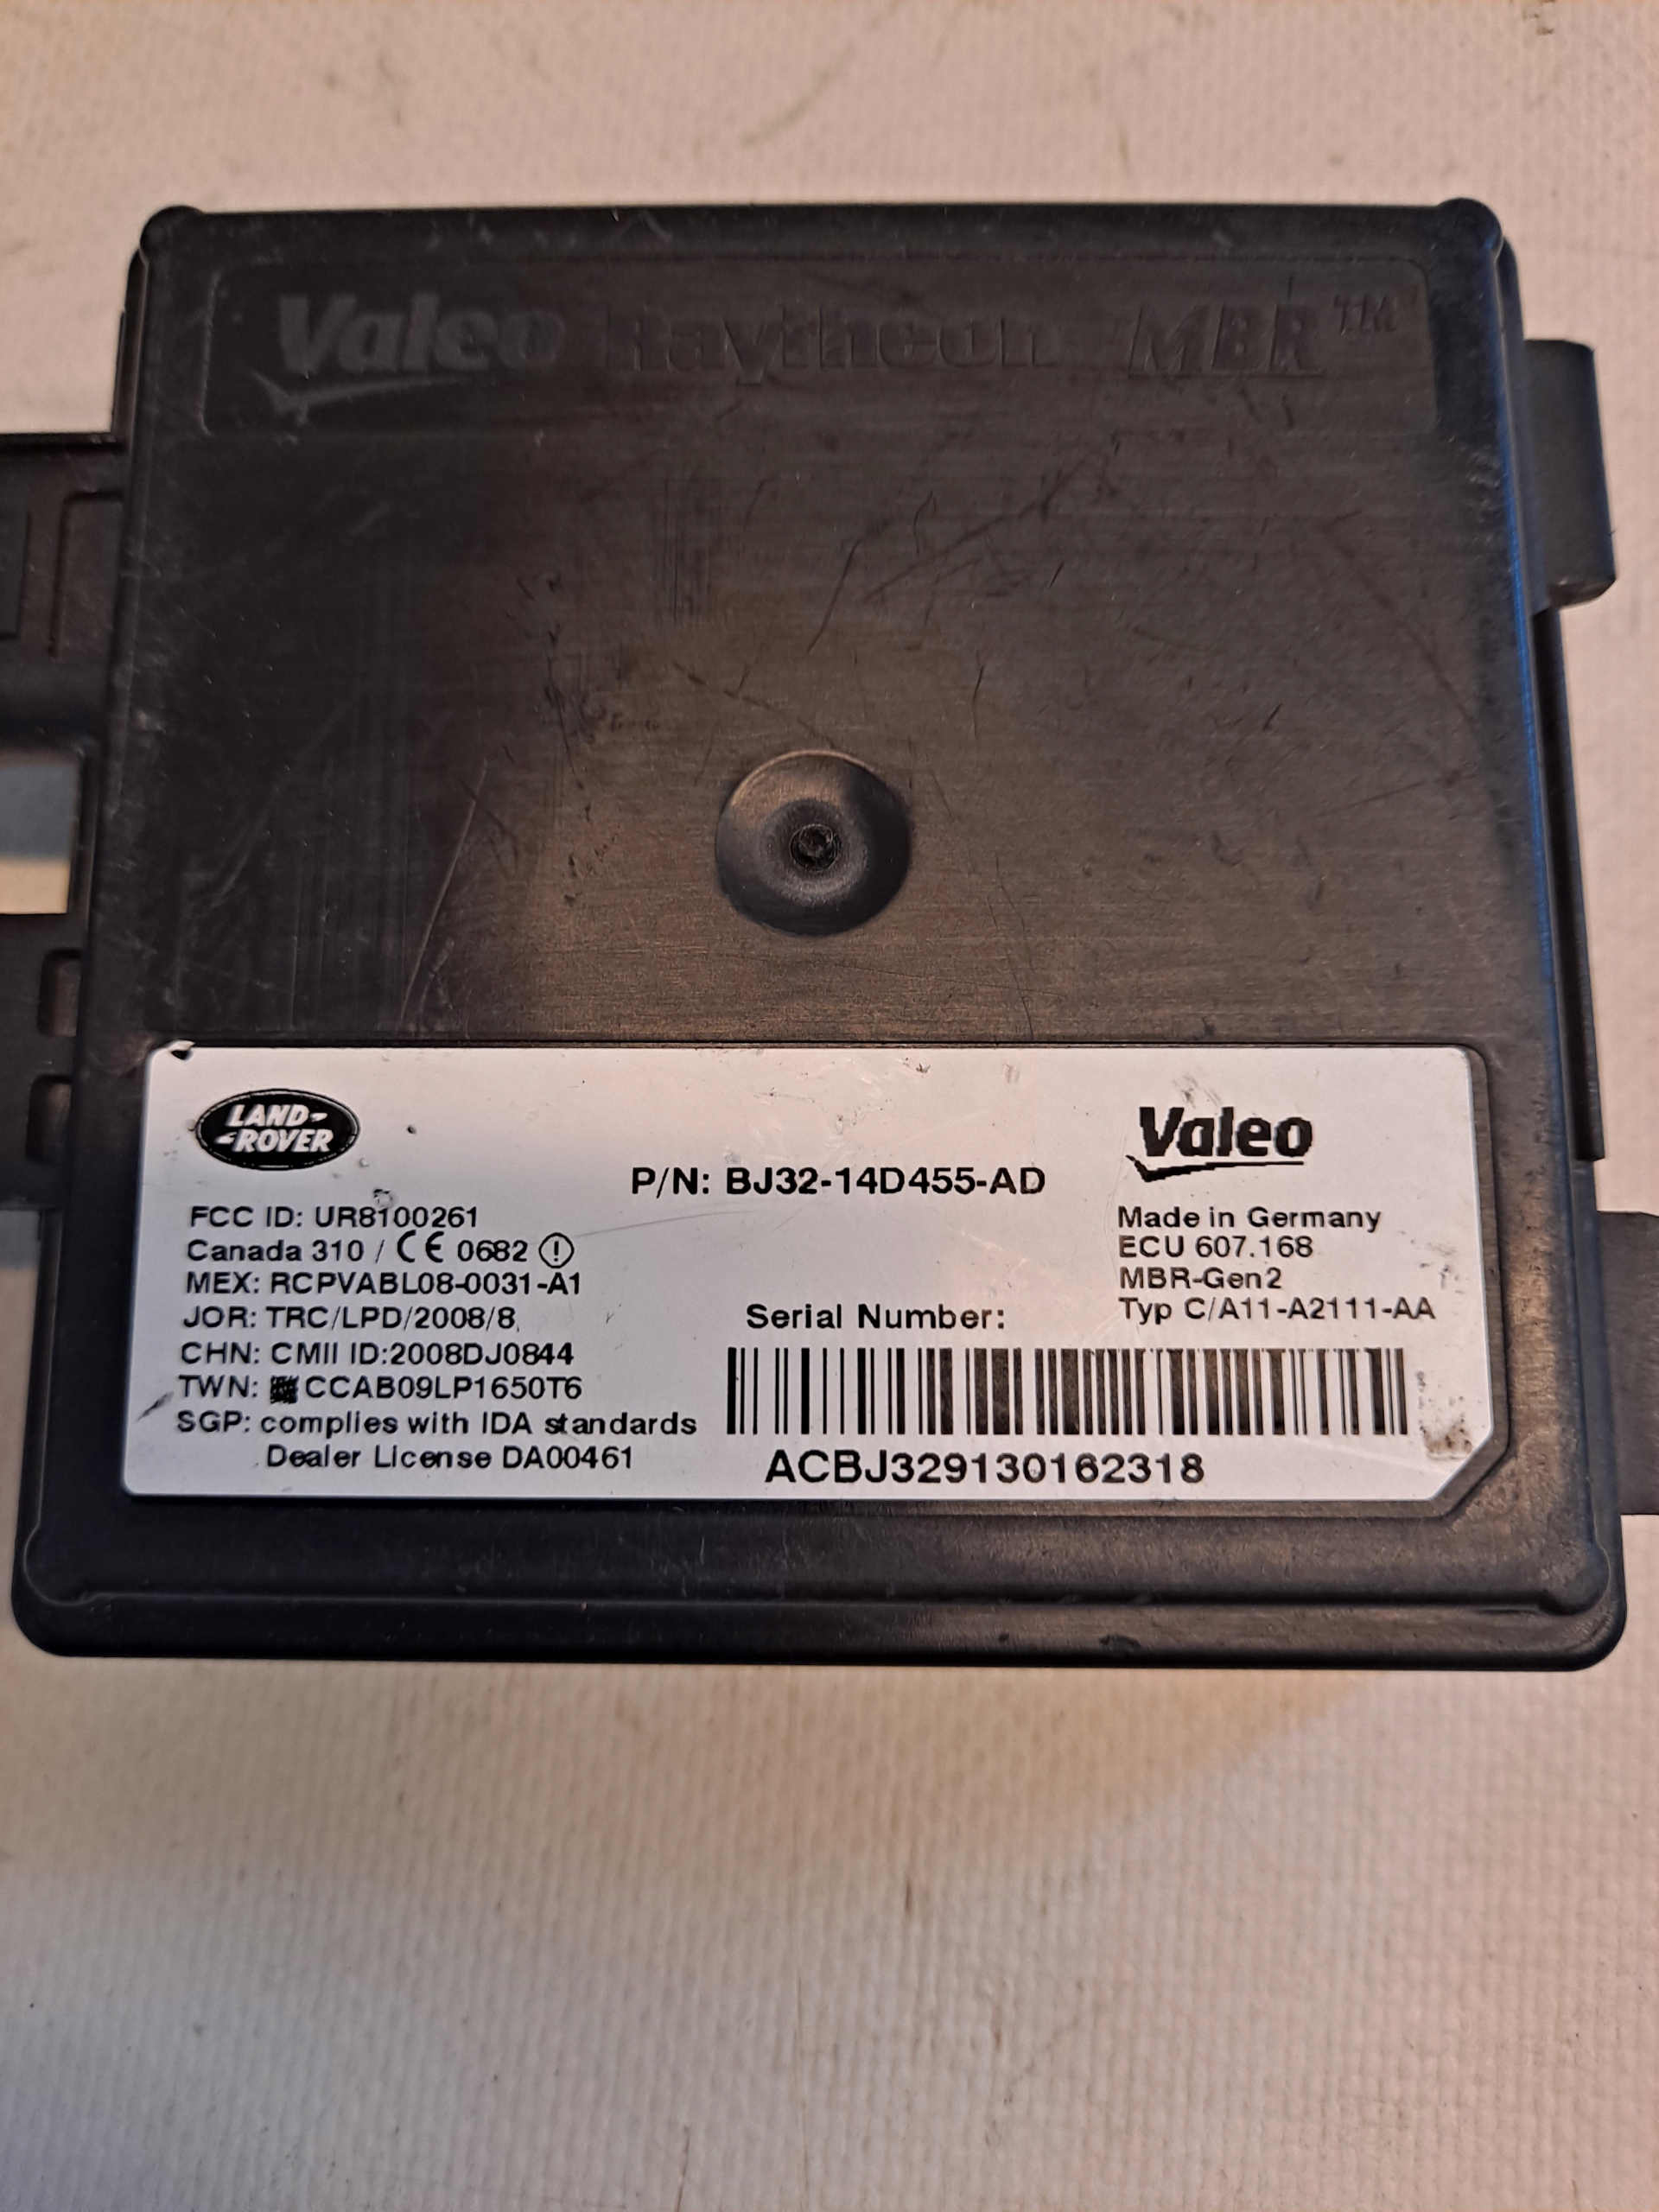 Valeo Raytheon MBR™
LAND-
-ROVER
Valeo
P/N: BJ32-14D455-AD
FCC ID: UR8100261
Canada 310 / CE 0682
MEX: RCPVABL08-0031-A1
JOR: TRC/LPD/2008/8
CHN: CMII ID:2008DJ0844
TWN: CCAB09LP1650T6
SGP: complies with IDA standards
Dealer License DA00461
Made in Germany
ECU 607.168
MBR-Gen2
Typ C/A11-A2111-AA
Serial Number:
ACBJ329130162318